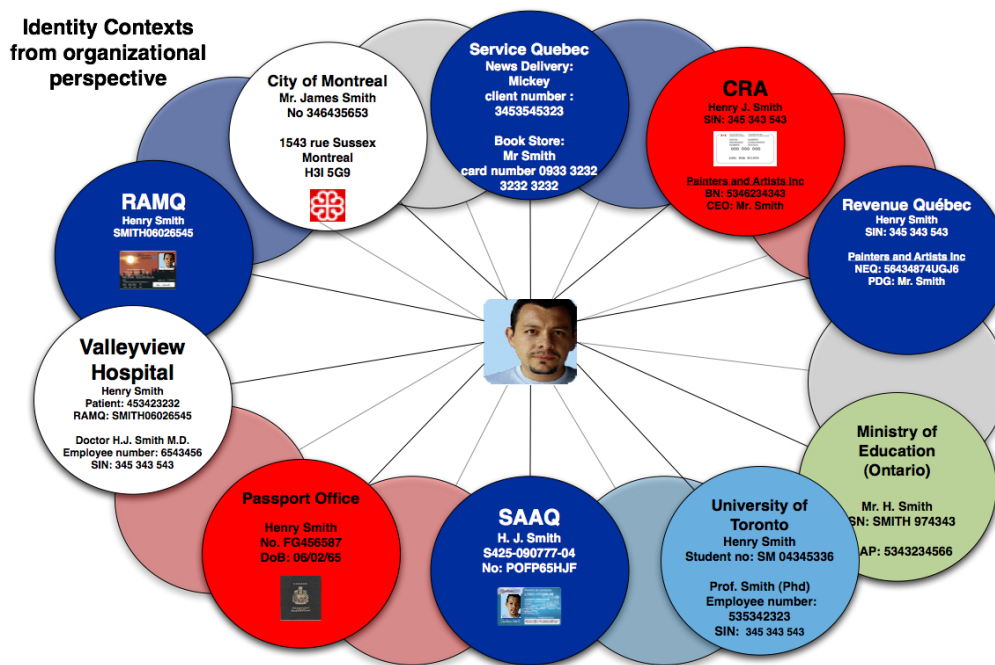 Identity Contexts
from organizational
perspective
City of Montreal
Mr. James Smith
No 346435653
1543 rue Sussex
Montreal
H3I 5G9
Service Quebec
News Delivery:
Mickey
client number :
3453545323
Book Store:
Mr Smith
card number 0933 3232
3232 3232
CRA
Henry J. Smith
SIN: 345 343 543
Painters and Artists Inc
BN: 5346234343
CEO: Mr. Smith
RAMQ
Henry Smith
SMITH06026545
Revenue Québec
Henry Smith
SIN: 345 343 543
Painters and Artists Inc
NEQ: 56434874UGJ6
PDG: Mr. Smith
Valleyview
Hospital
Henry Smith
Patient: 453423232
RAMQ: SMITH06026545
Doctor H.J. Smith M.D.
Employee number: 6543456
SIN: 345 343 543
Ministry of
Education
(Ontario)
Mr. H. Smith
SN: SMITH 974343
AP: 5343234566
Passport Office
Henry Smith
No. FG456587
DoB: 06/02/65
SAAQ
H. J. Smith
S425-090777-04
No: POFP65HJF
University of
Toronto
Henry Smith
Student no: SM 04345336
Prof. Smith (Phd)
Employee number:
535342323
SIN: 345 343 543